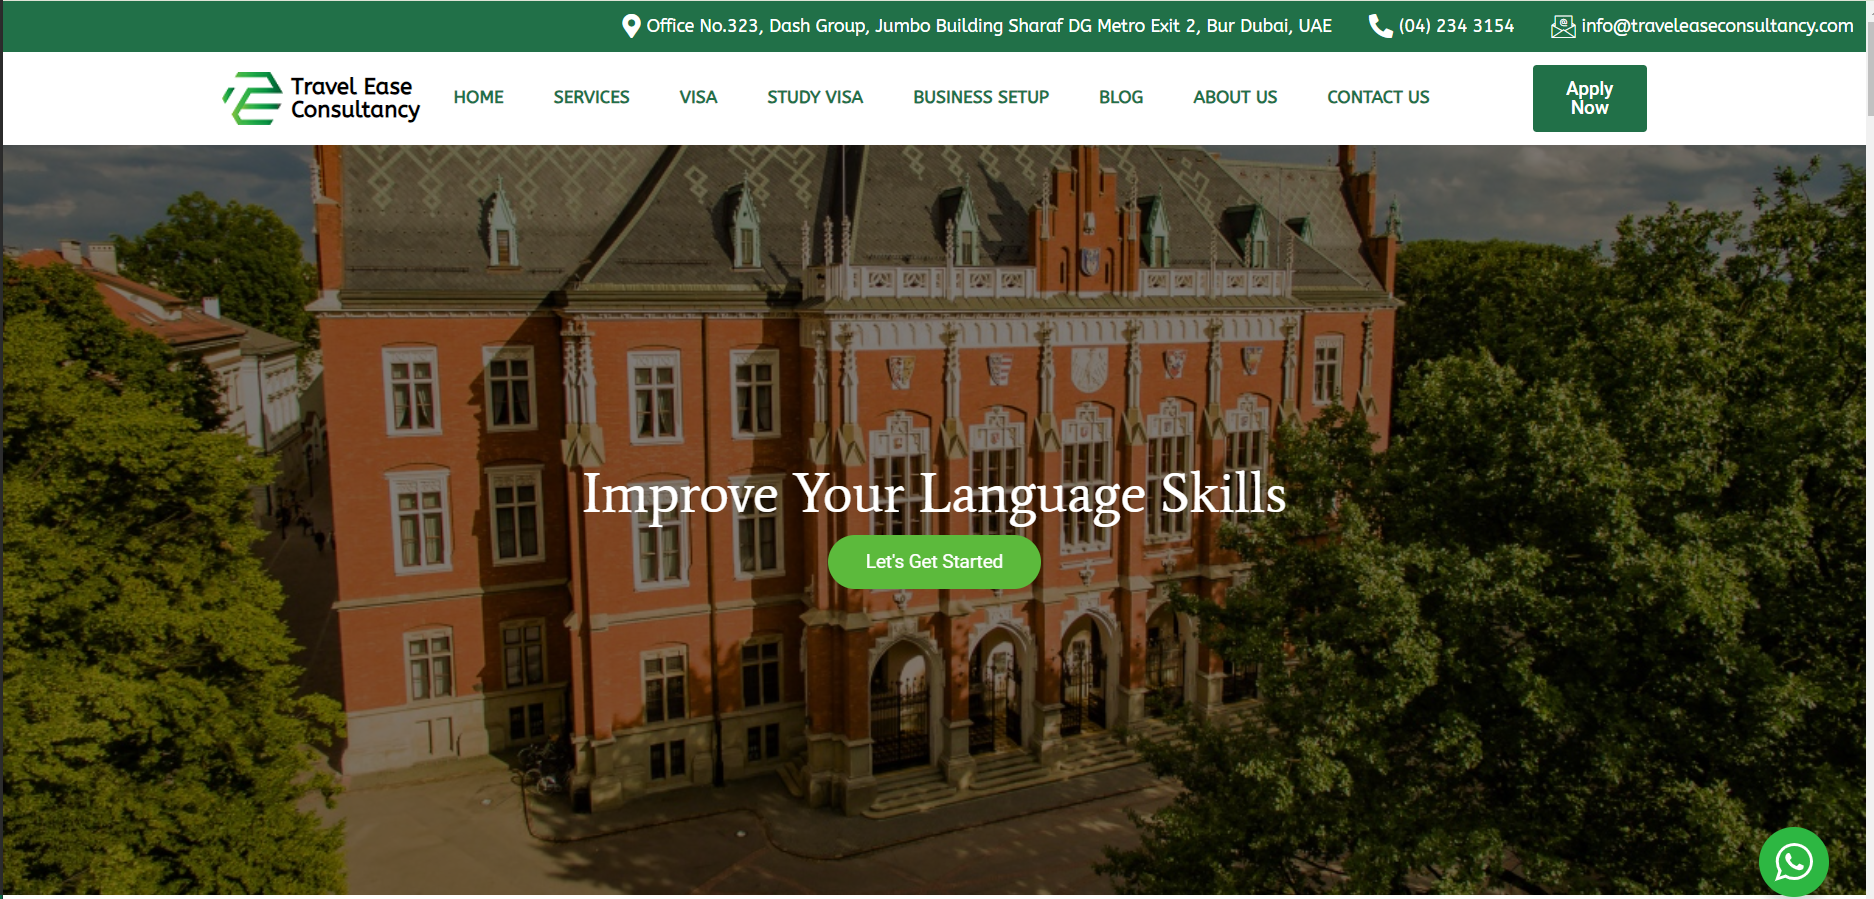 Office No.323, Dash Group, Jumbo Building Sharaf DG Metro Exit 2, Bur Dubai, UAE
(04) 234 3154
info@traveleaseconsultancy.com
Travel Ease
Consultancy
HOME
SERVICES
VISA
STUDY VISA
BUSINESS SETUP
BLOG
ABOUT US
CONTACT US
Apply
Now
Improve Your Language Skills
Let's Get Started